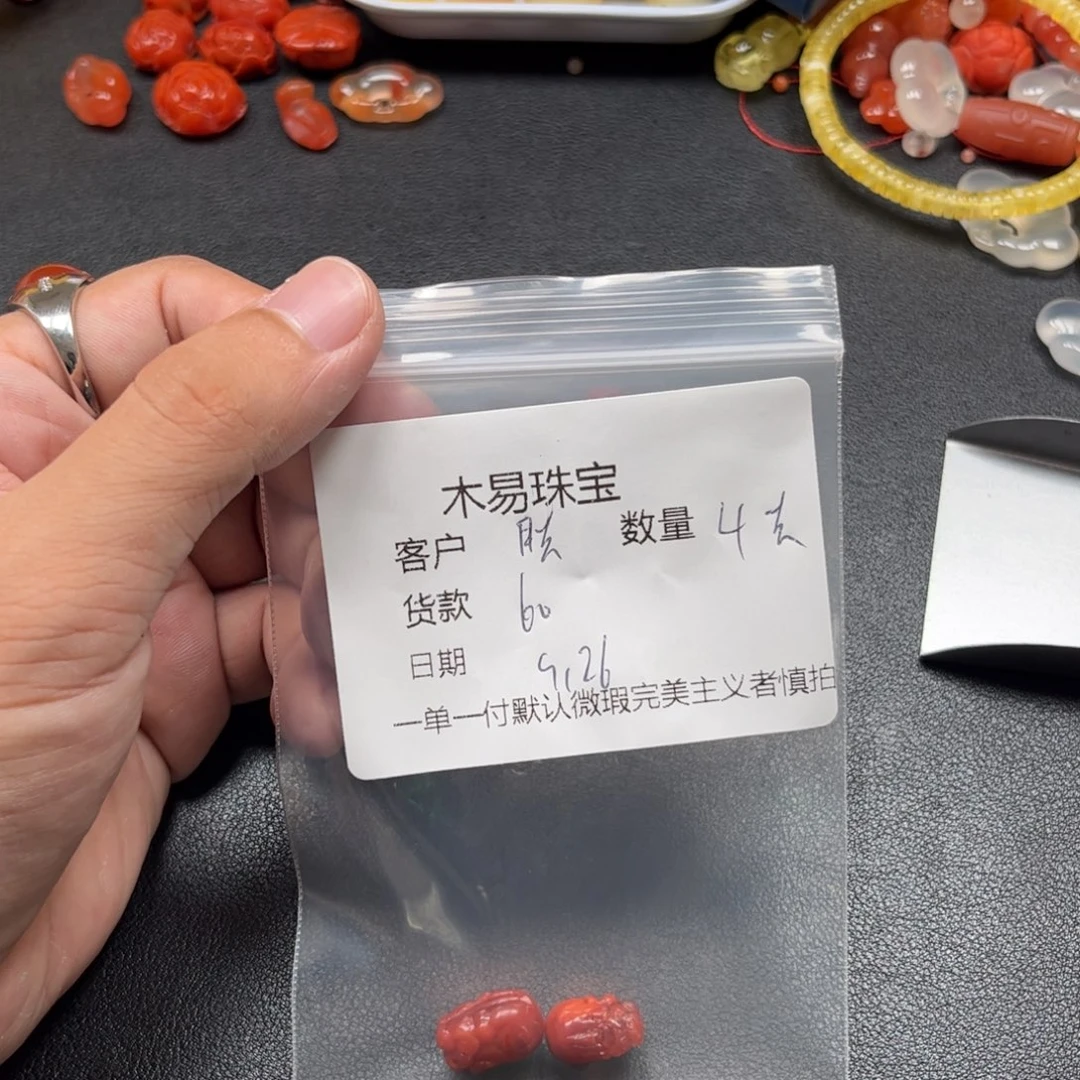 木易珠宝
客户 数量 4
货款 60
日期 9.26
一单一付默认微瑕完美主义者慎拍